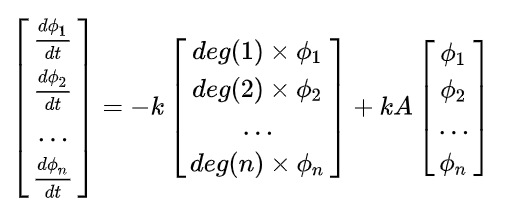 dϕ₁/dt deg(1) × ϕ₁ ϕ₁
dϕ₂/dt = −k deg(2) × ϕ₂ + kA ϕ₂
... ... ...
dϕₙ/dt deg(n) × ϕₙ ϕₙ